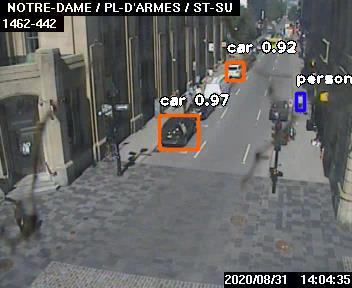 NOTRE-DAME / PL-D'ARMES / ST-SU
1462-442
car 0.92
person
car 0.97
2020/08/31 14:04:35